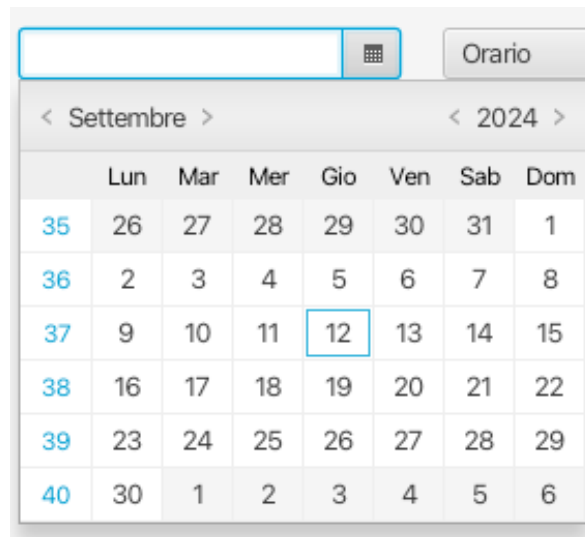 Orario
< Settembre > < 2024 >
Lun Mar Mer Gio Ven Sab Dom
35 26 27 28 29 30 31 1
36 2 3 4 5 6 7 8
37 9 10 11 12 13 14 15
38 16 17 18 19 20 21 22
39 23 24 25 26 27 28 29
40 30 1 2 3 4 5 6